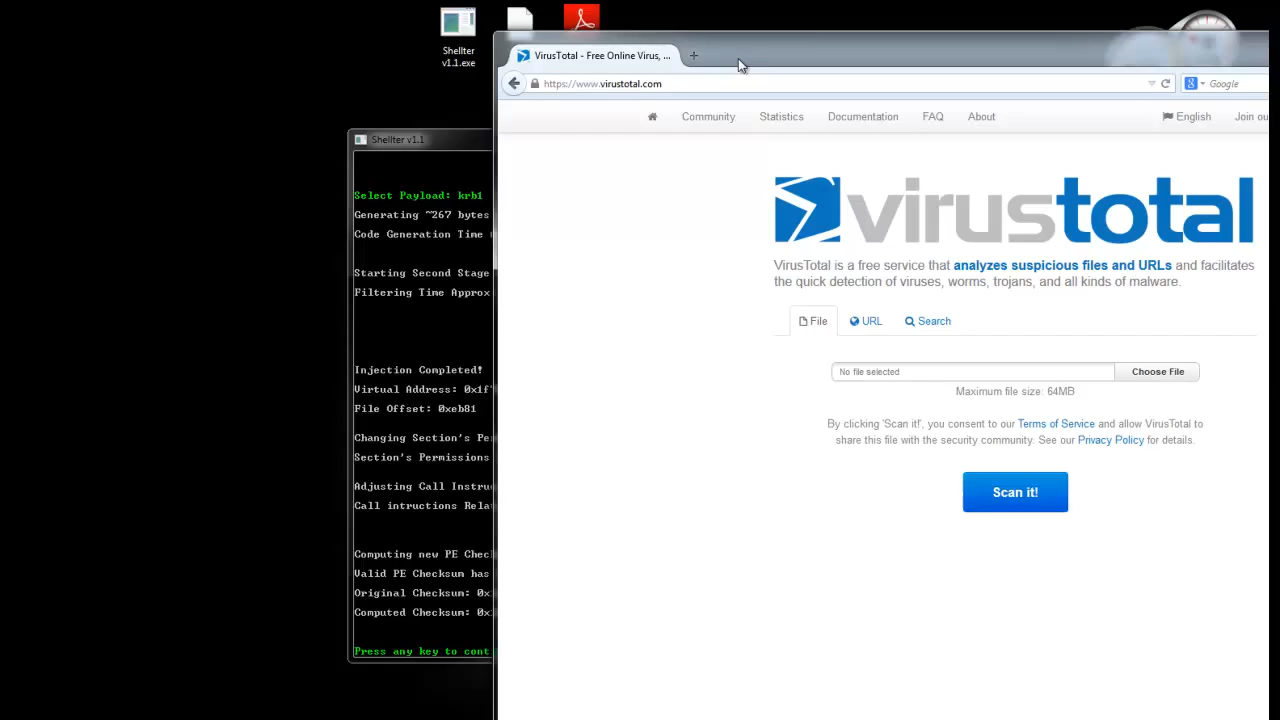 Shellter
v1.1.exe
VirusTotal - Free Online Virus, ...
https://www.virustotal.com
Google
Community Statistics Documentation FAQ About English Join ou
Shellter v1.1
Select Payload: krb1
Generating ~267 bytes
Code Generation Time
Starting Second Stage
Filtering Time Approx
Injection Completed!
Virtual Address: 0x1f
File Offset: 0xeb81
Changing Section's Pe
Section's Permissions
Adjusting Call Instru
Call intructions Rela
Computing new PE Chec
Valid PE Checksum has
Original Checksum: 0x
Computed Checksum: 0x
Press any key to cont
virustotal
VirusTotal is a free service that analyzes suspicious files and URLs and facilitates
the quick detection of viruses, worms, trojans, and all kinds of malware.
File URL Search
No file selected Choose File
Maximum file size: 64MB
By clicking 'Scan it!', you consent to our Terms of Service and allow VirusTotal to
share this file with the security community. See our Privacy Policy for details.
Scan it!